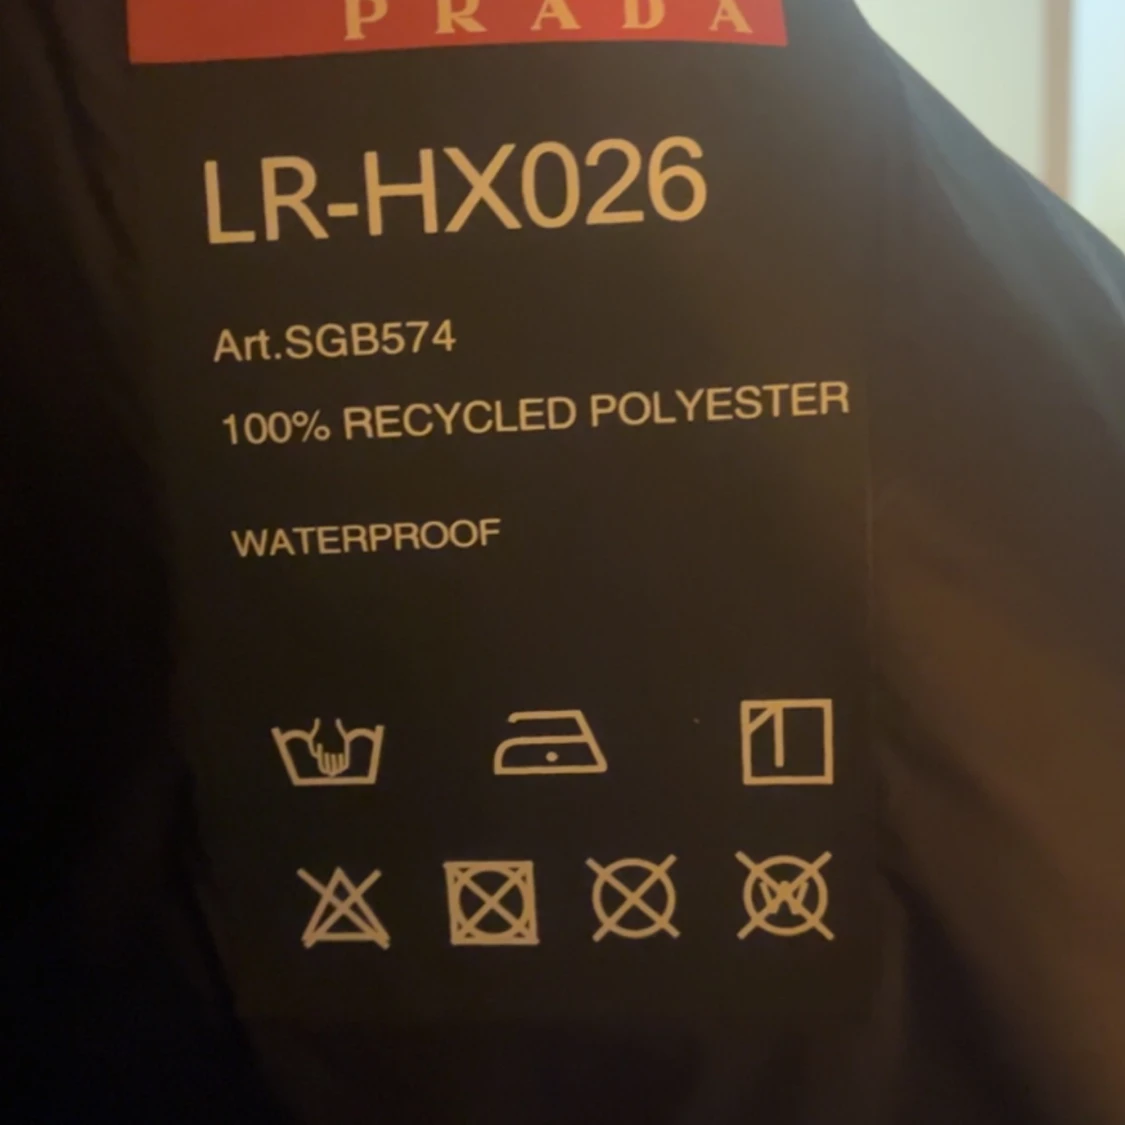 PRADA
LR-HX026
Art.SGB574
100% RECYCLED POLYESTER
WATERPROOF
W